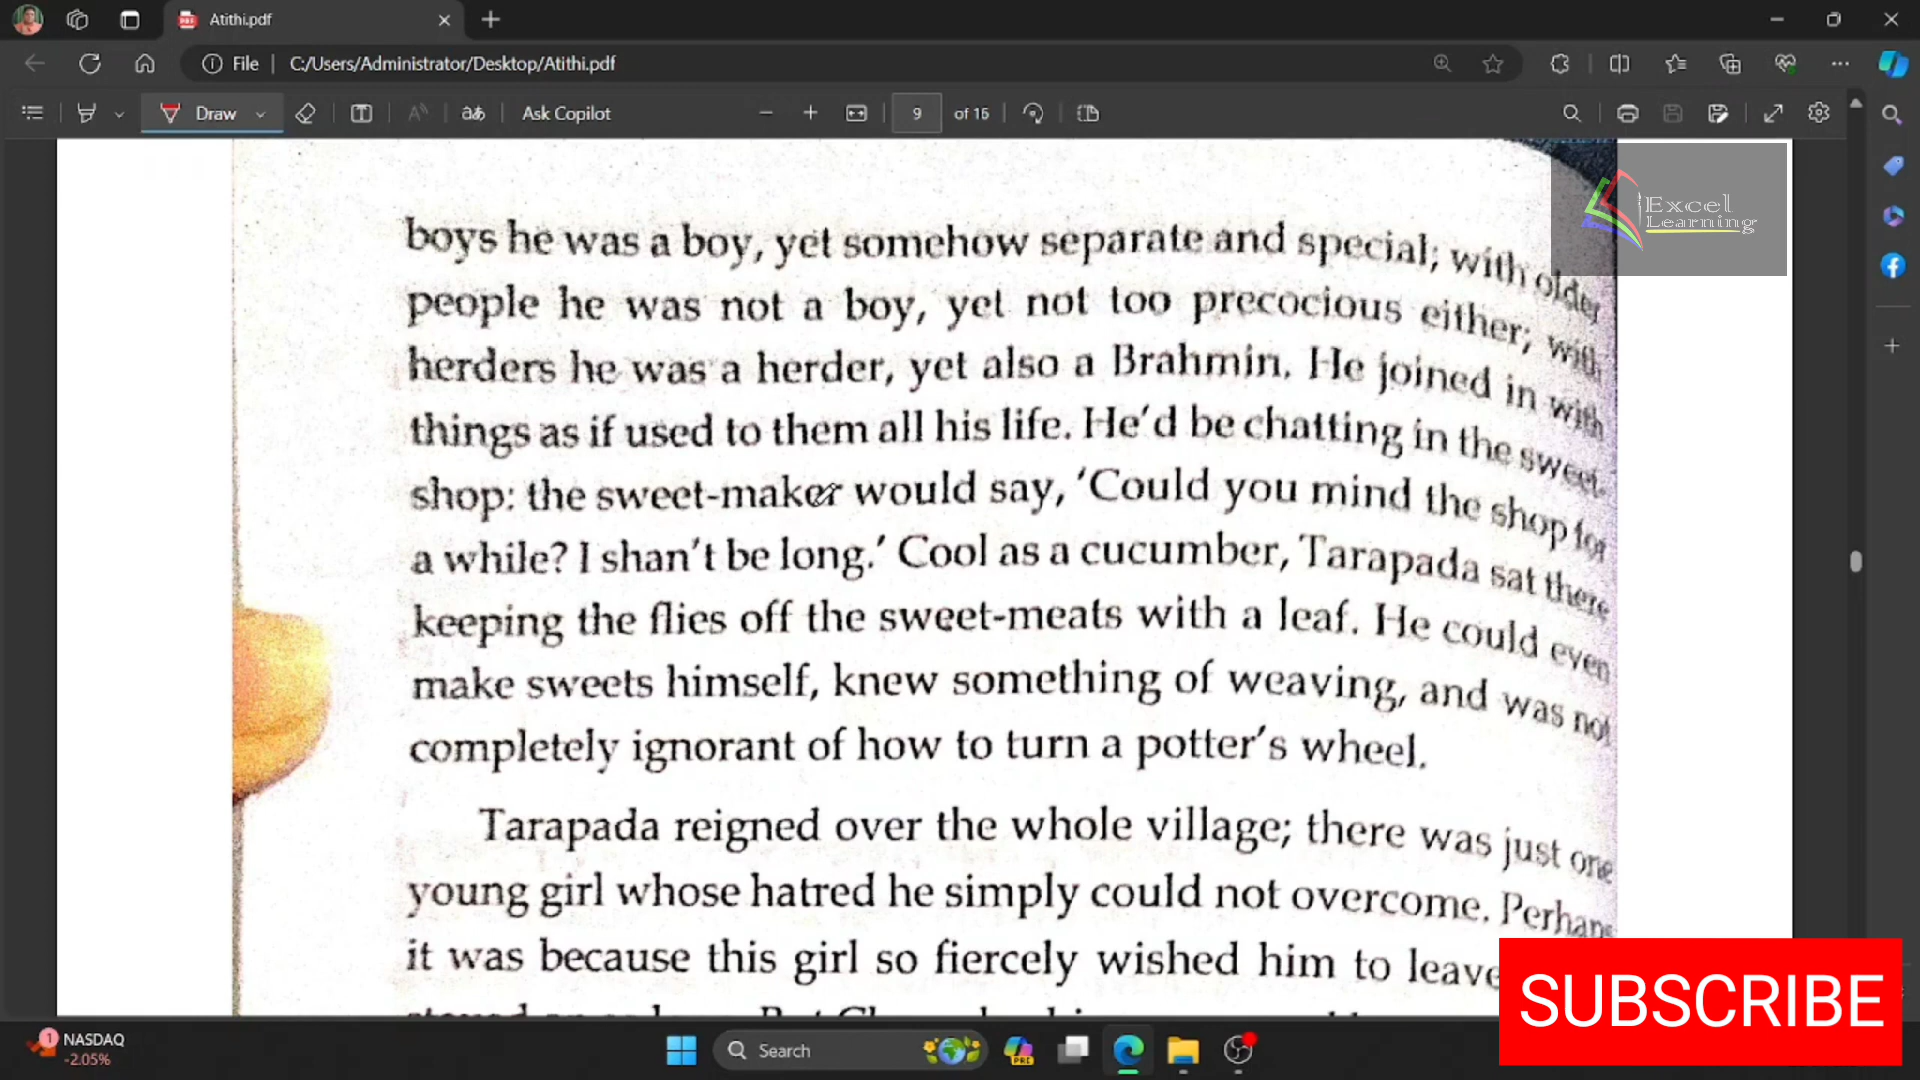 Atithi.pdf
File
C:/Users/Administrator/Desktop/Atithi.pdf
Draw
aあ
Ask Copilot
9 of 15
Excel
Learning
boys he was a boy, yet somehow separate and special; with older
people he was not a boy, yet not too precocious either; with
herders he was a herder, yet also a Brahmin. He joined in with
things as if used to them all his life. He'd be chatting in the sweet-
shop: the sweet-maker would say, 'Could you mind the shop for
a while? I shan't be long.' Cool as a cucumber, Tarapada sat there
keeping the flies off the sweet-meats with a leaf. He could even
make sweets himself, knew something of weaving, and was not
completely ignorant of how to turn a potter's wheel.
Tarapada reigned over the whole village; there was just one
young girl whose hatred he simply could not overcome. Perhaps
it was because this girl so fiercely wished him to leave
SUBSCRIBE
1
NASDAQ
-2.05%
Search
PRE